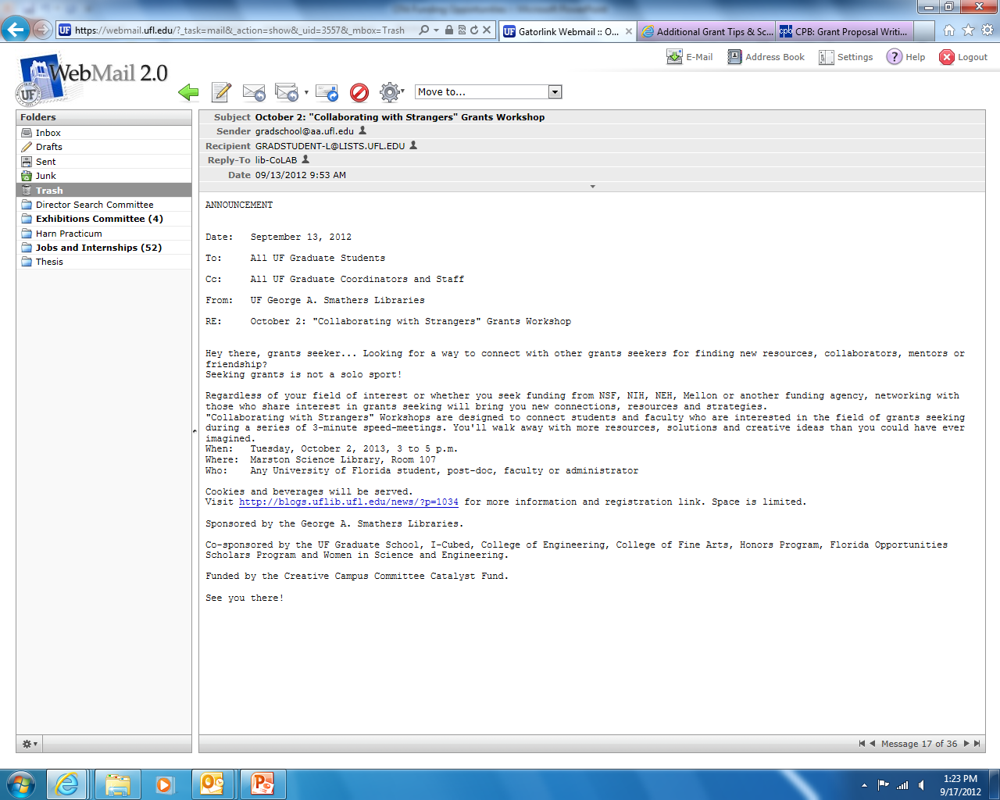 https://webmail.ufl.edu/?_task=mail&_action=show&_uid=3557&_mbox=Trash
UF Gatorlink Webmail :: O...
Additional Grant Tips & Sc...
cpb CPB: Grant Proposal Writi...
E-Mail
Address Book
Settings
Help
Logout
UF WebMail 2.0
Move to...
Folders
Inbox
Drafts
Sent
Junk
Trash
Director Search Committee
Exhibitions Committee (4)
Harn Practicum
Jobs and Internships (52)
Thesis
Subject October 2: "Collaborating with Strangers" Grants Workshop
Sender gradschool@aa.ufl.edu
Recipient GRADSTUDENT-L@LISTS.UFL.EDU
Reply-To lib-CoLAB
Date 09/13/2012 9:53 AM
ANNOUNCEMENT
Date: September 13, 2012
To: All UF Graduate Students
Cc: All UF Graduate Coordinators and Staff
From: UF George A. Smathers Libraries
RE: October 2: "Collaborating with Strangers" Grants Workshop
Hey there, grants seeker... Looking for a way to connect with other grants seekers for finding new resources, collaborators, mentors or
friendship?
Seeking grants is not a solo sport!
Regardless of your field of interest or whether you seek funding from NSF, NIH, NEH, Mellon or another funding agency, networking with
those who share interest in grants seeking will bring you new connections, resources and strategies.
"Collaborating with Strangers" Workshops are designed to connect students and faculty who are interested in the field of grants seeking
during a series of 3-minute speed-meetings. You'll walk away with more resources, solutions and creative ideas than you could have ever
imagined.
When: Tuesday, October 2, 2013, 3 to 5 p.m.
Where: Marston Science Library, Room 107
Who: Any University of Florida student, post-doc, faculty or administrator
Cookies and beverages will be served.
Visit http://blogs.uflib.ufl.edu/news/?p=1034 for more information and registration link. Space is limited.
Sponsored by the George A. Smathers Libraries.
Co-sponsored by the UF Graduate School, I-Cubed, College of Engineering, College of Fine Arts, Honors Program, Florida Opportunities
Scholars Program and Women in Science and Engineering.
Funded by the Creative Campus Committee Catalyst Fund.
See you there!
Message 17 of 36
1:23 PM
9/17/2012